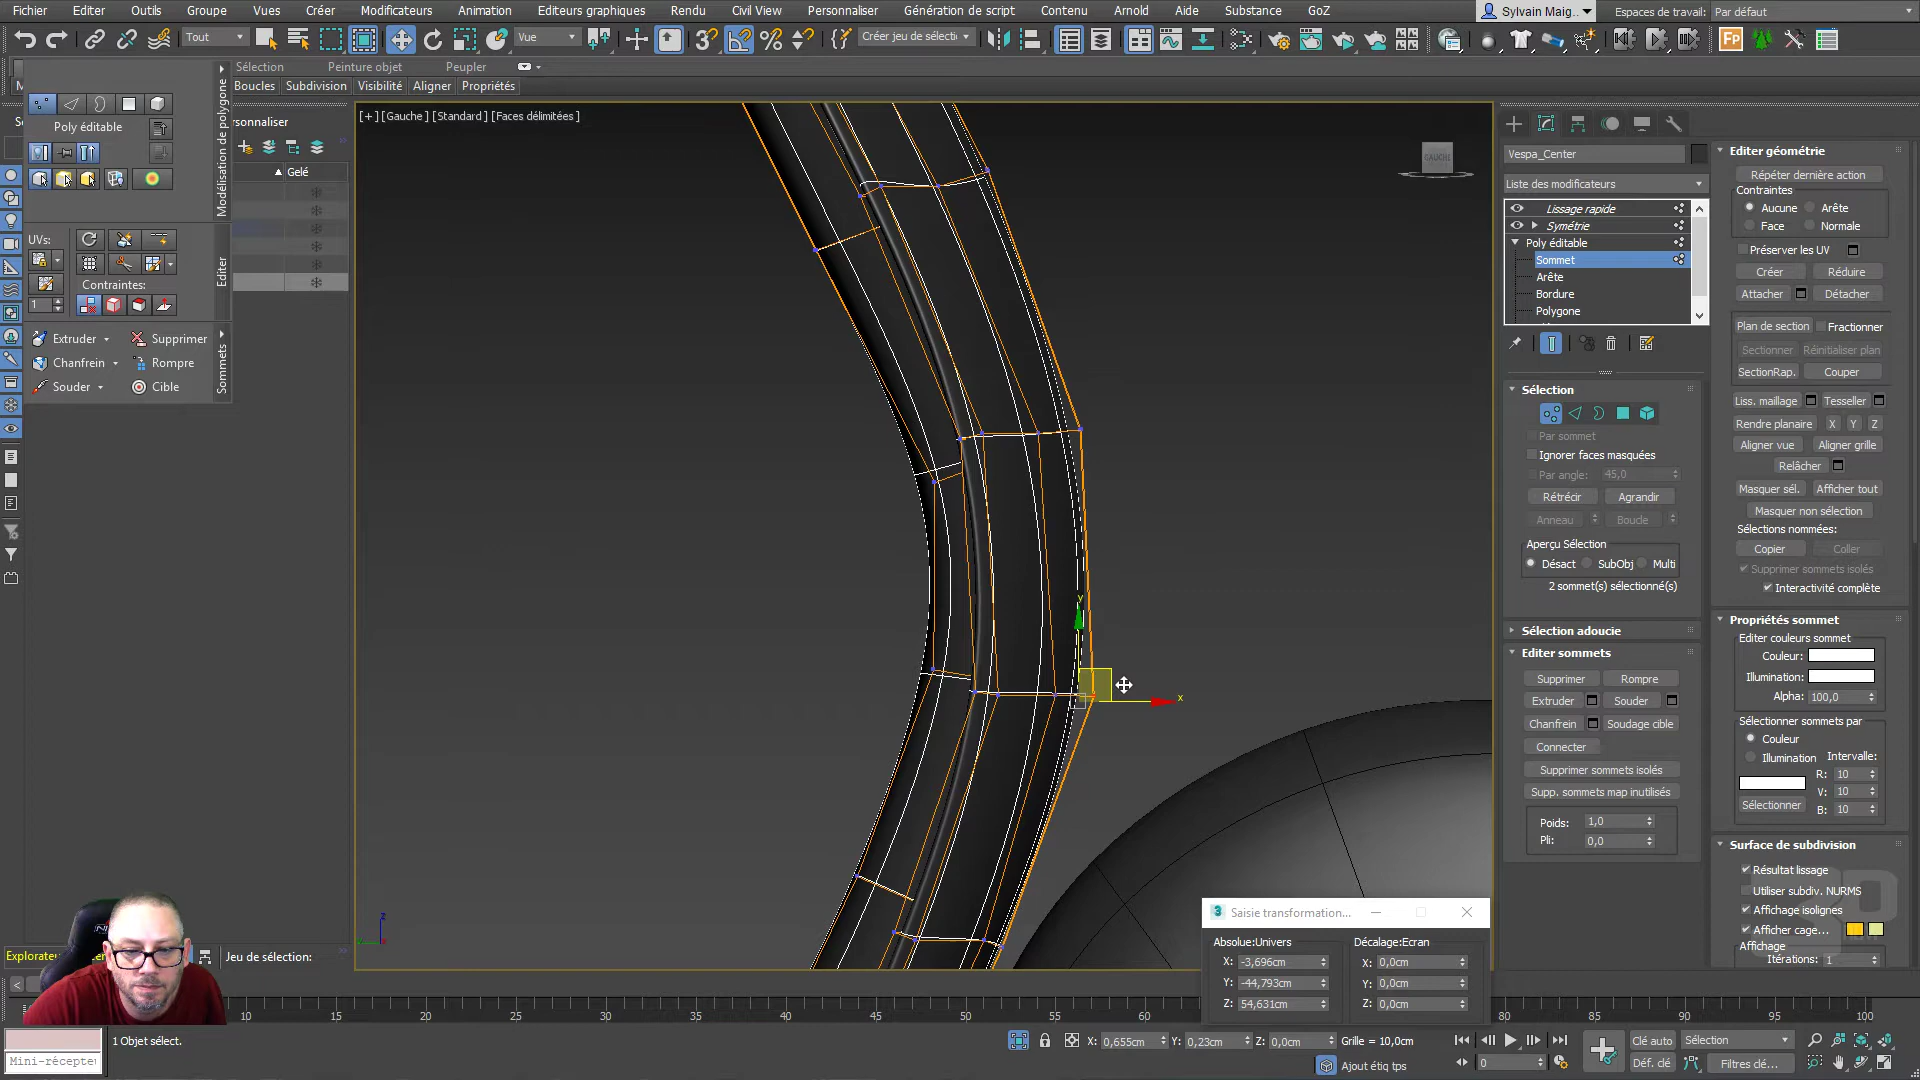 Fichier Editer Outils Groupe Vues Créer Modificateurs Animation Editeurs graphiques Rendu Civil View Personnaliser Génération de script Contenu Arnold Aide Substance GoZ Sylvain Maig.. Espaces de travail: Par défaut
Tout Vue Créer jeu de sélecti Fp
Sélection Peinture objet Peupler
Boucles Subdivision Visibilité Aligner Propriétés
Modélisation de polygone
Poly éditable
UVs:
Contraintes:
1
Editer
Extruder Supprimer
Chanfrein Rompre
Souder Cible
Sommets
ersonnaliser
Gelé
[+] [Gauche] [Standard] [Faces délimitées]
GAUCHE
y
x
z
Vespa_Center
Liste des modificateurs
Lissage rapide
Symétrie
Poly éditable
Sommet
Arête
Bordure
Polygone
Sélection
Par sommet
Ignorer faces masquées
Par angle: 45,0
Rétrécir Agrandir
Anneau Boucle
Aperçu Sélection
Désact SubObj Multi
2 sommet(s) sélectionné(s)
Sélection adoucie
Editer sommets
Supprimer Rompre
Extruder Souder
Chanfrein Soudage cible
Connecter
Supprimer sommets isolés
Supp. sommets map inutilisés
Poids: 1,0
Pli: 0,0
Editer géométrie
Répéter dernière action
Contraintes
Aucune Arête
Face Normale
Préserver les UV
Créer Réduire
Attacher Détacher
Plan de section Fractionner
Sectionner Réinitialiser plan
SectionRap. Couper
Liss. maillage Tesseller
Rendre planaire X Y Z
Aligner vue Aligner grille
Relâcher
Masquer sél. Afficher tout
Masquer non sélection
Sélections nommées:
Copier Coller
Supprimer sommets isolés
Interactivité complète
Propriétés sommet
Editer couleurs sommet
Couleur:
Illumination:
Alpha: 100,0
Sélectionner sommets par
Couleur
Illumination Intervalle:
R: 10
V: 10
B: 10
Sélectionner
Surface de subdivision
Résultat lissage
Utiliser subdiv. NURMS
Affichage isolignes
Afficher cage...
Affichage
Itérations: 1
Saisie transformation...
Absolue:Univers Décalage:Ecran
X: -3,696cm X: 0,0cm
Y: -44,793cm Y: 0,0cm
Z: 54,631cm Z: 0,0cm
Explorateu Jeu de sélection:
10 15 20 25 30 35 40 45 50 55 60 95 100
1 Objet sélect. X: 0,655cm Y: 0,23cm Z: 0,0cm Grille = 10,0cm Clé auto Sélection
Mini-récepte Ajout étiq tps 0 Déf. clé Filtres clé...